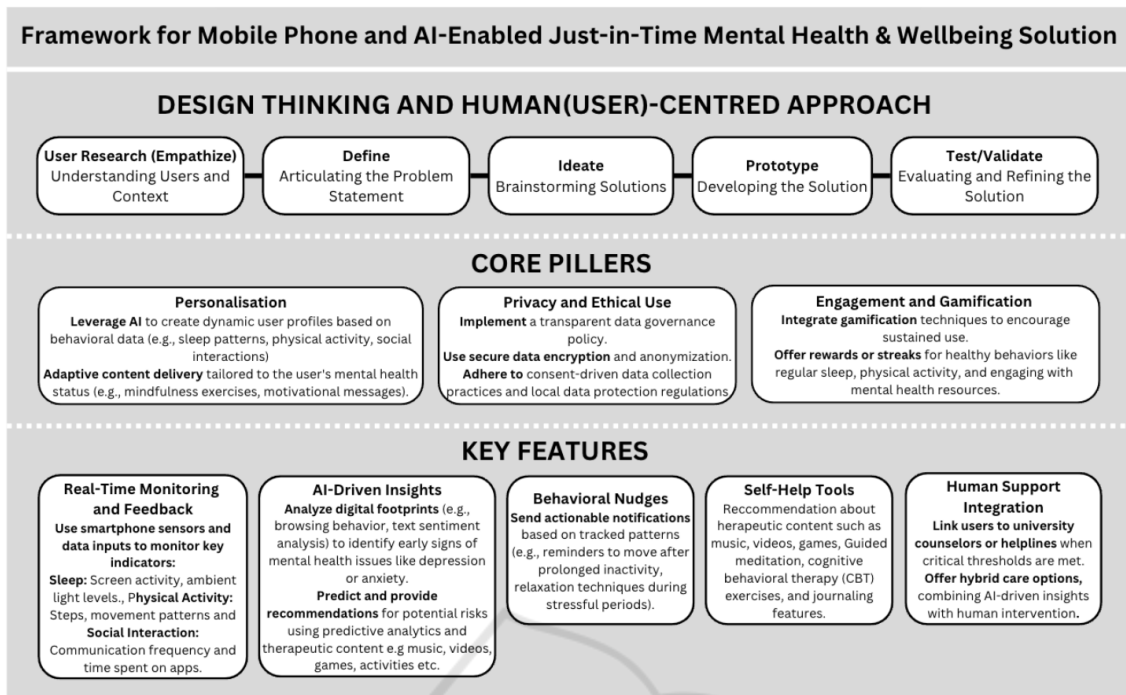 Framework for Mobile Phone and AI-Enabled Just-in-Time Mental Health & Wellbeing Solution
DESIGN THINKING AND HUMAN(USER)-CENTRED APPROACH
User Research (Empathize)
Understanding Users and
Context
Define
Articulating the Problem
Statement
Ideate
Brainstorming Solutions
Prototype
Developing the Solution
Test/Validate
Evaluating and Refining the
Solution
CORE PILLERS
Personalisation
Leverage AI to create dynamic user profiles based on
behavioral data (e.g., sleep patterns, physical activity, social
interactions)
Adaptive content delivery tailored to the user's mental health
status (e.g., mindfulness exercises, motivational messages).
Privacy and Ethical Use
Implement a transparent data governance
policy.
Use secure data encryption and anonymization.
Adhere to consent-driven data collection
practices and local data protection regulations
Engagement and Gamification
Integrate gamification techniques to encourage
sustained use.
Offer rewards or streaks for healthy behaviors like
regular sleep, physical activity, and engaging with
mental health resources.
KEY FEATURES
Real-Time Monitoring
and Feedback
Use smartphone sensors and
data inputs to monitor key
indicators:
Sleep: Screen activity, ambient
light levels., Physical Activity:
Steps, movement patterns and
Social Interaction:
Communication frequency and
time spent on apps.
AI-Driven Insights
Analyze digital footprints (e.g.,
browsing behavior, text sentiment
analysis) to identify early signs of
mental health issues like depression
or anxiety.
Predict and provide
recommendations for potential risks
using predictive analytics and
therapeutic content e.g music, videos,
games, activities etc.
Behavioral Nudges
Send actionable notifications
based on tracked patterns
(e.g., reminders to move after
prolonged inactivity,
relaxation techniques during
stressful periods).
Self-Help Tools
Reccommendation about
herapeutic content such as
music, videos, games, Guided
meditation, cognitive
behavioral therapy (CBT)
exercises, and journaling
features.
Human Support
Integration
Link users to university
counselors or helplines when
critical thresholds are met.
Offer hybrid care options,
combining AI-driven insights
with human intervention.